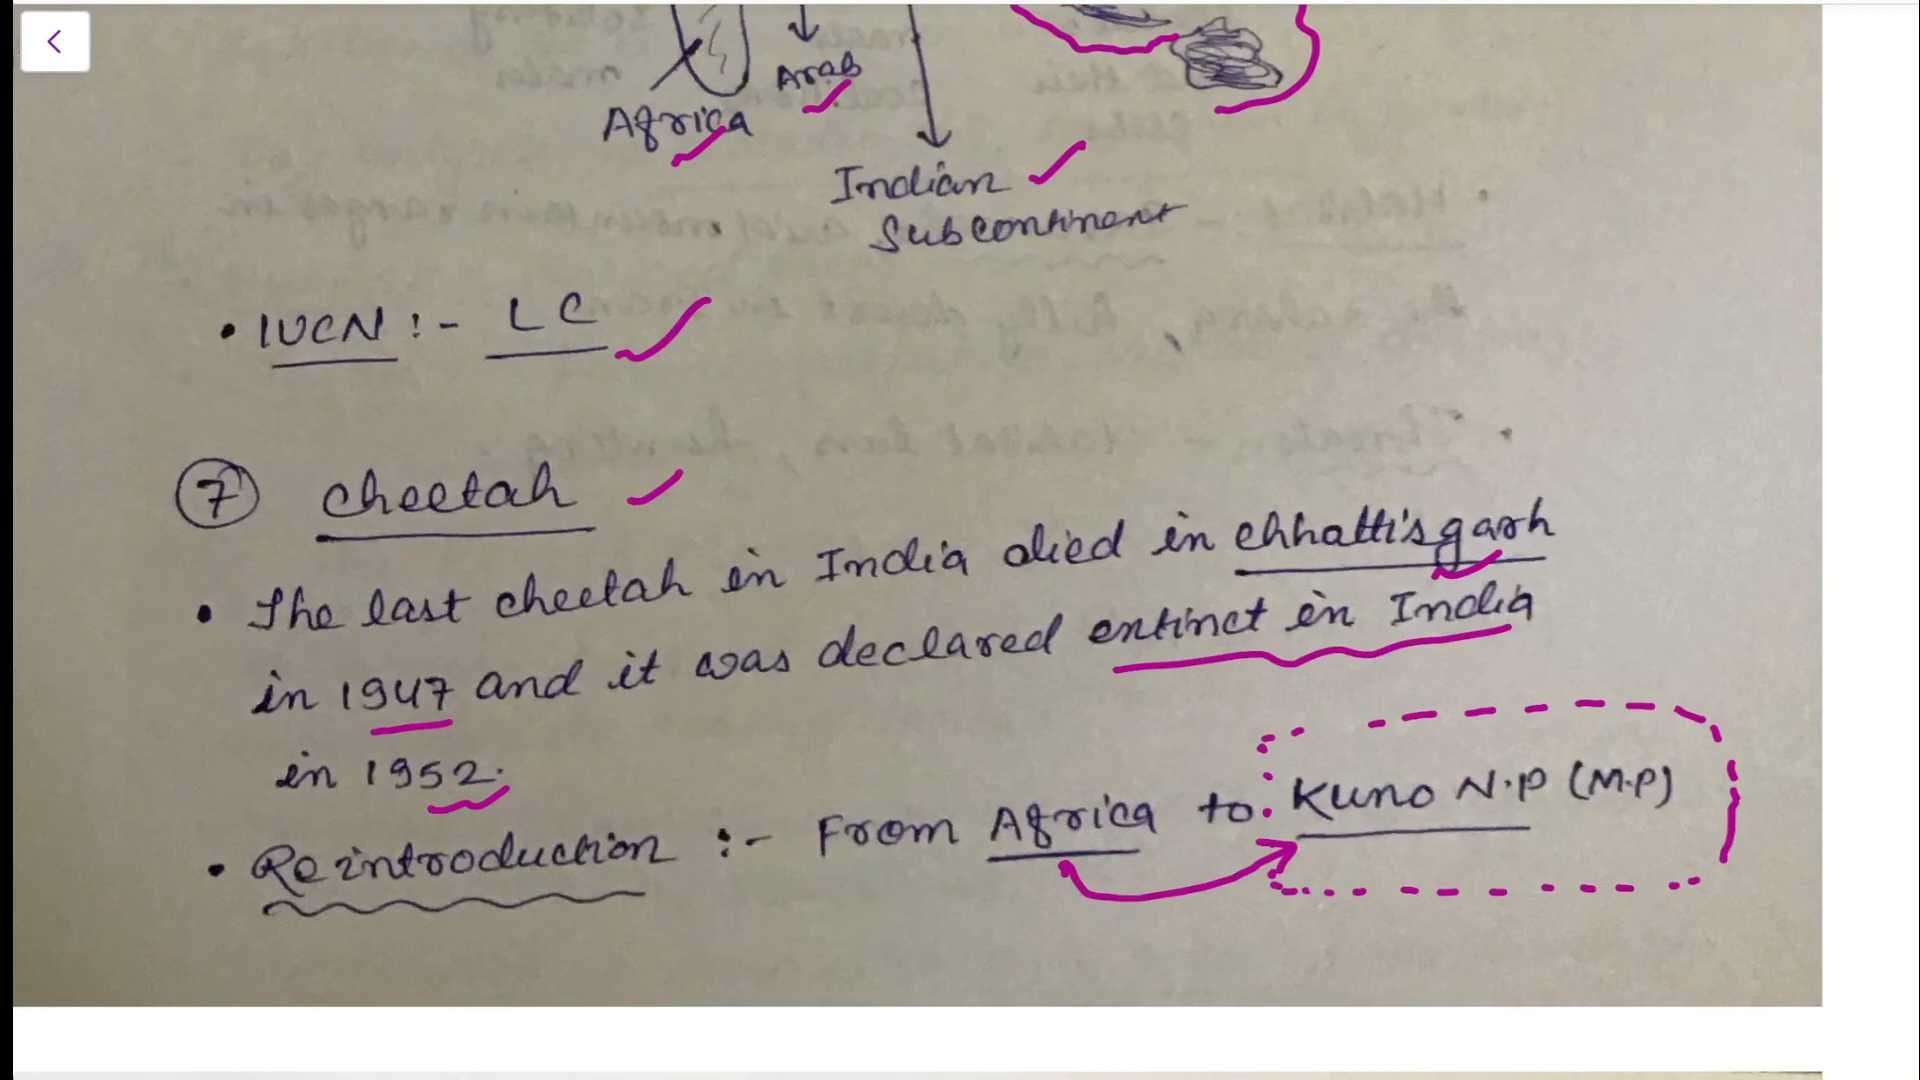 Arab
Africa
Indian
Subcontinent
• IUCN :- LC
7 Cheetah
• The last cheetah in India died in chhattisgarh
in 1947 and it was declared extinct in India
in 1952.
• Reintroduction :- From Africa to Kuno N.P (M.P)